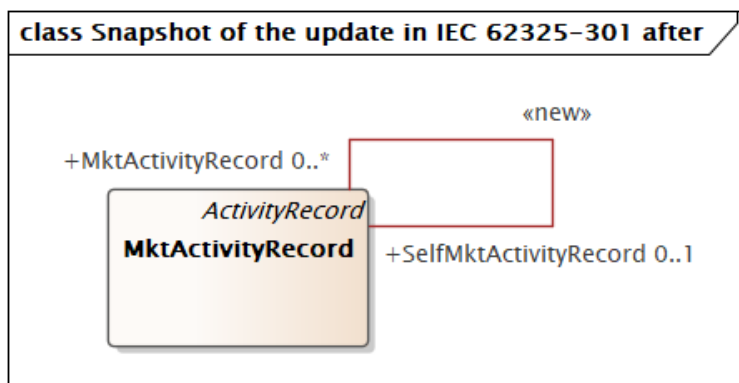 class Snapshot of the update in IEC 62325-301 after
«new»
+MktActivityRecord 0..*
ActivityRecord
MktActivityRecord
+SelfMktActivityRecord 0..1